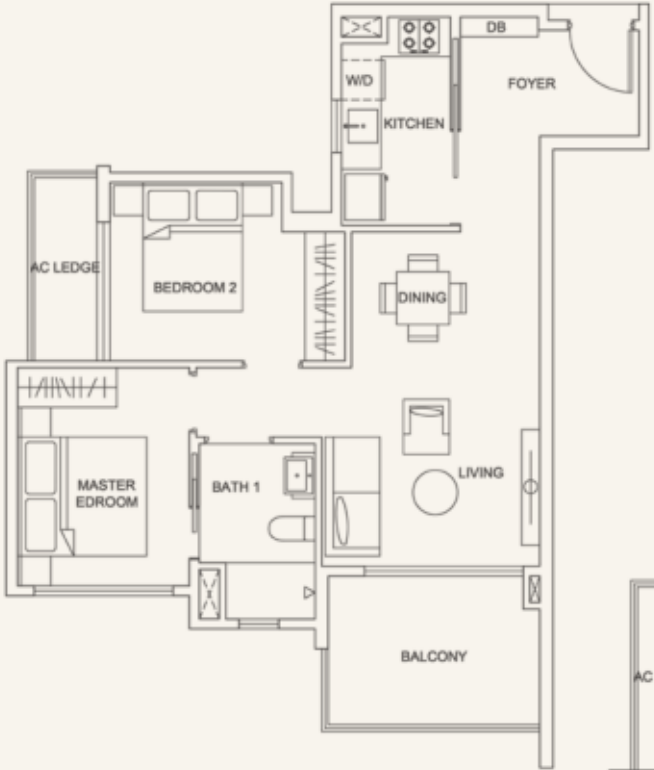 DB
FOYER
W/D
KITCHEN
AC LEDGE
BEDROOM 2
DINING
MASTER
EDROOM
BATH 1
LIVING
BALCONY
AC